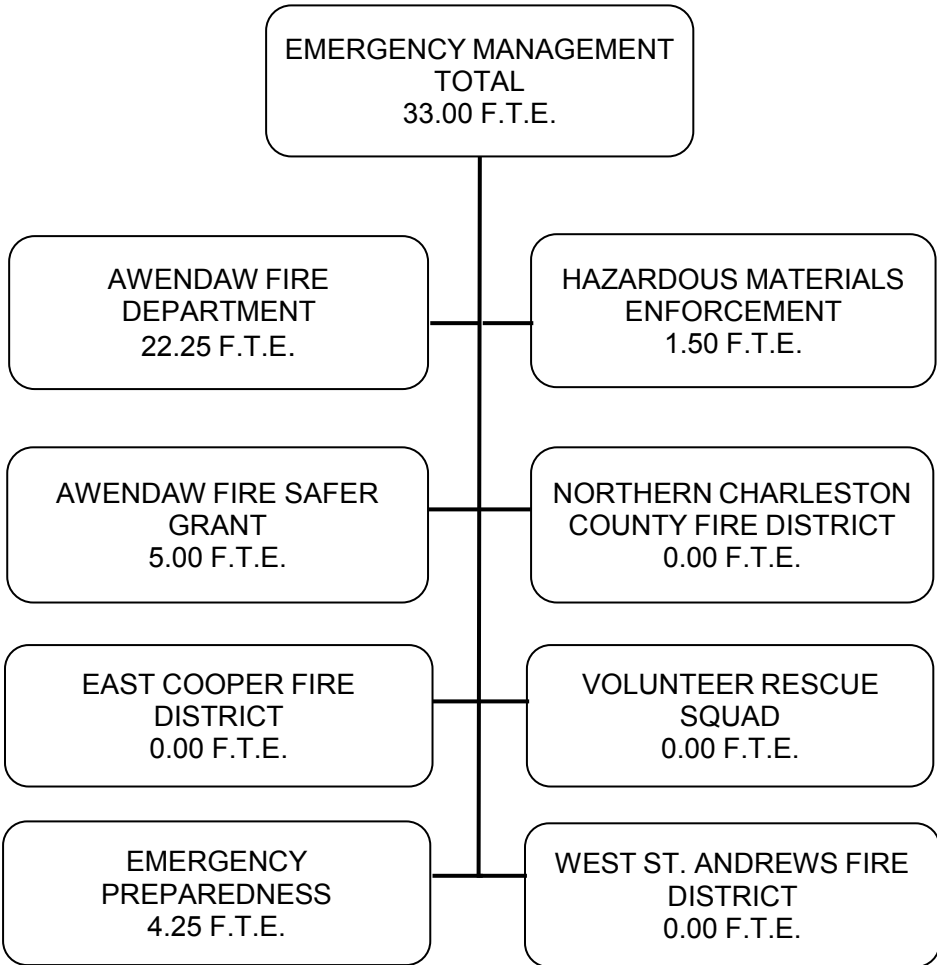 EMERGENCY MANAGEMENT
TOTAL
33.00 F.T.E.
AWENDAW FIRE
DEPARTMENT
22.25 F.T.E.
HAZARDOUS MATERIALS
ENFORCEMENT
1.50 F.T.E.
AWENDAW FIRE SAFER
GRANT
5.00 F.T.E.
NORTHERN CHARLESTON
COUNTY FIRE DISTRICT
0.00 F.T.E.
EAST COOPER FIRE
DISTRICT
0.00 F.T.E.
VOLUNTEER RESCUE
SQUAD
0.00 F.T.E.
EMERGENCY
PREPAREDNESS
4.25 F.T.E.
WEST ST. ANDREWS FIRE
DISTRICT
0.00 F.T.E.